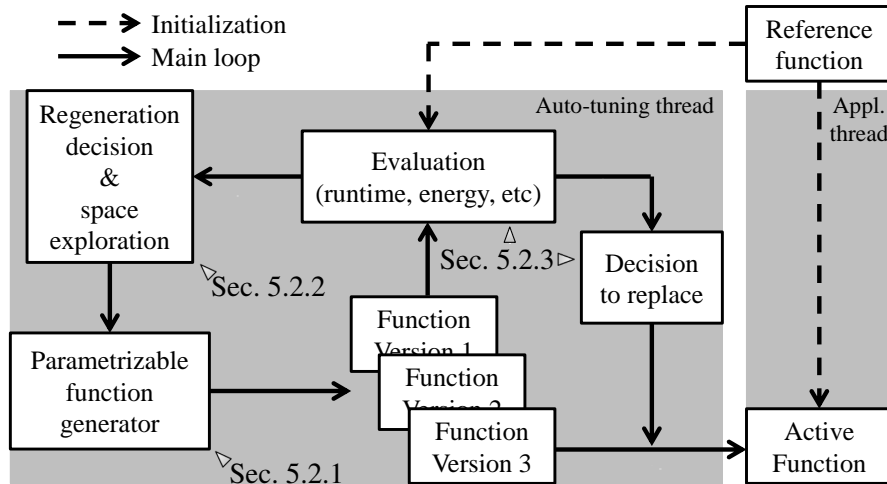 Initialization
Main loop
Reference
function
Auto-tuning thread
Appl.
thread
Regeneration
decision
&
space
exploration
Evaluation
(runtime, energy, etc)
Sec. 5.2.3
Decision
to replace
Sec. 5.2.2
Function
Version 1
Parametrizable
function
generator
Function
Version 2
Function
Version 3
Active
Function
Sec. 5.2.1